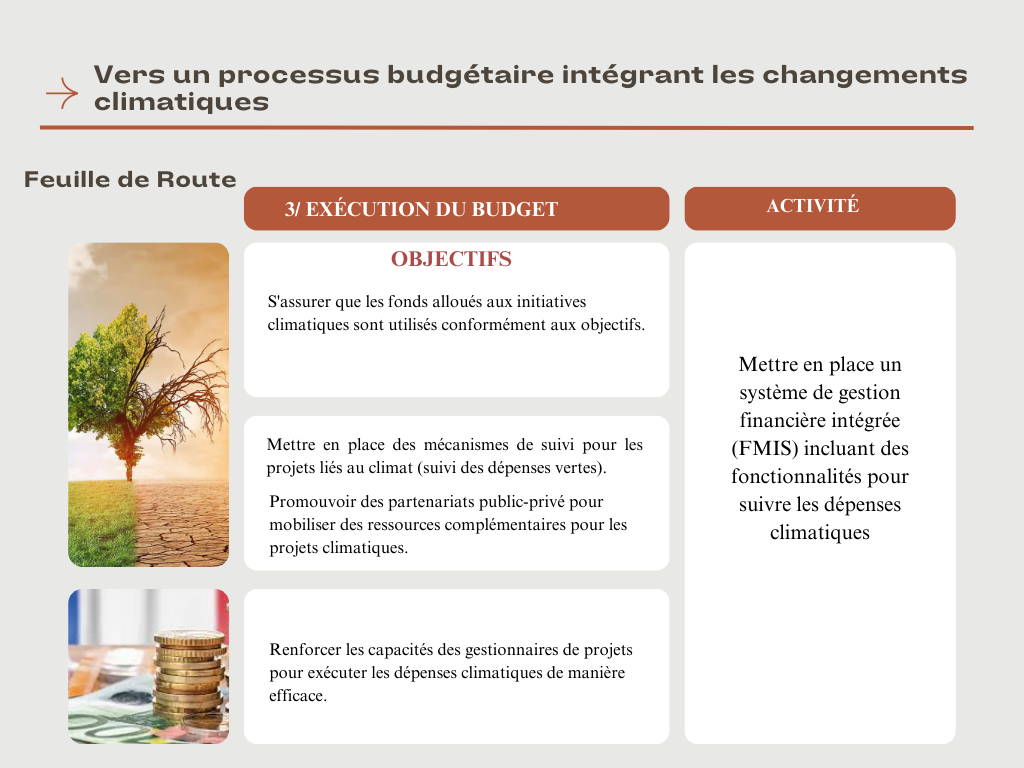 Vers un processus budgétaire intégrant les changements
climatiques
Feuille de Route
3/ EXÉCUTION DU BUDGET
ACTIVITÉ
OBJECTIFS
S'assurer que les fonds alloués aux initiatives
climatiques sont utilisés conformément aux objectifs.
Mettre en place des mécanismes de suivi pour les
projets liés au climat (suivi des dépenses vertes).
Promouvoir des partenariats public-privé pour
mobiliser des ressources complémentaires pour les
projets climatiques.
Renforcer les capacités des gestionnaires de projets
pour exécuter les dépenses climatiques de manière
efficace.
Mettre en place un
système de gestion
financière intégrée
(FMIS) incluant des
fonctionnalités pour
suivre les dépenses
climatiques